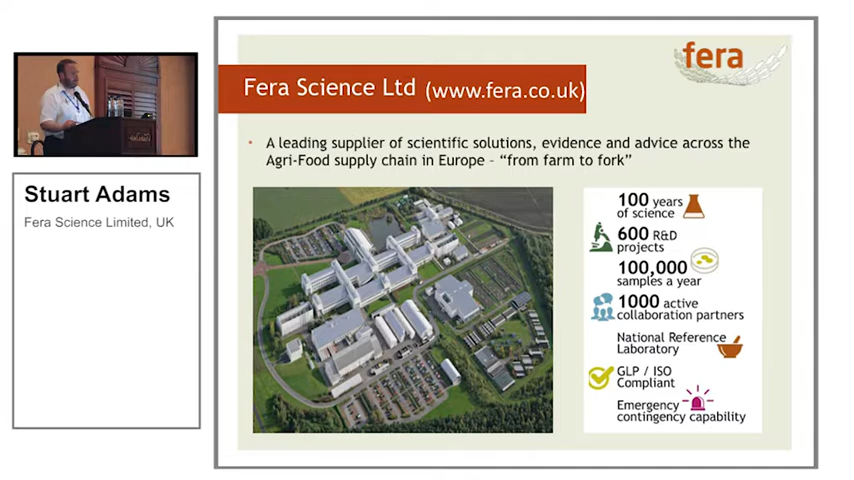 fera
Fera Science Ltd (www.fera.co.uk)
• A leading supplier of scientific solutions, evidence and advice across the
Agri-Food supply chain in Europe – “from farm to fork”
Stuart Adams
Fera Science Limited, UK
100 years
of science
600 R&D
projects
100,000
samples a year
1000 active
collaboration partners
National Reference
Laboratory
GLP / ISO
Compliant
Emergency
contingency capability